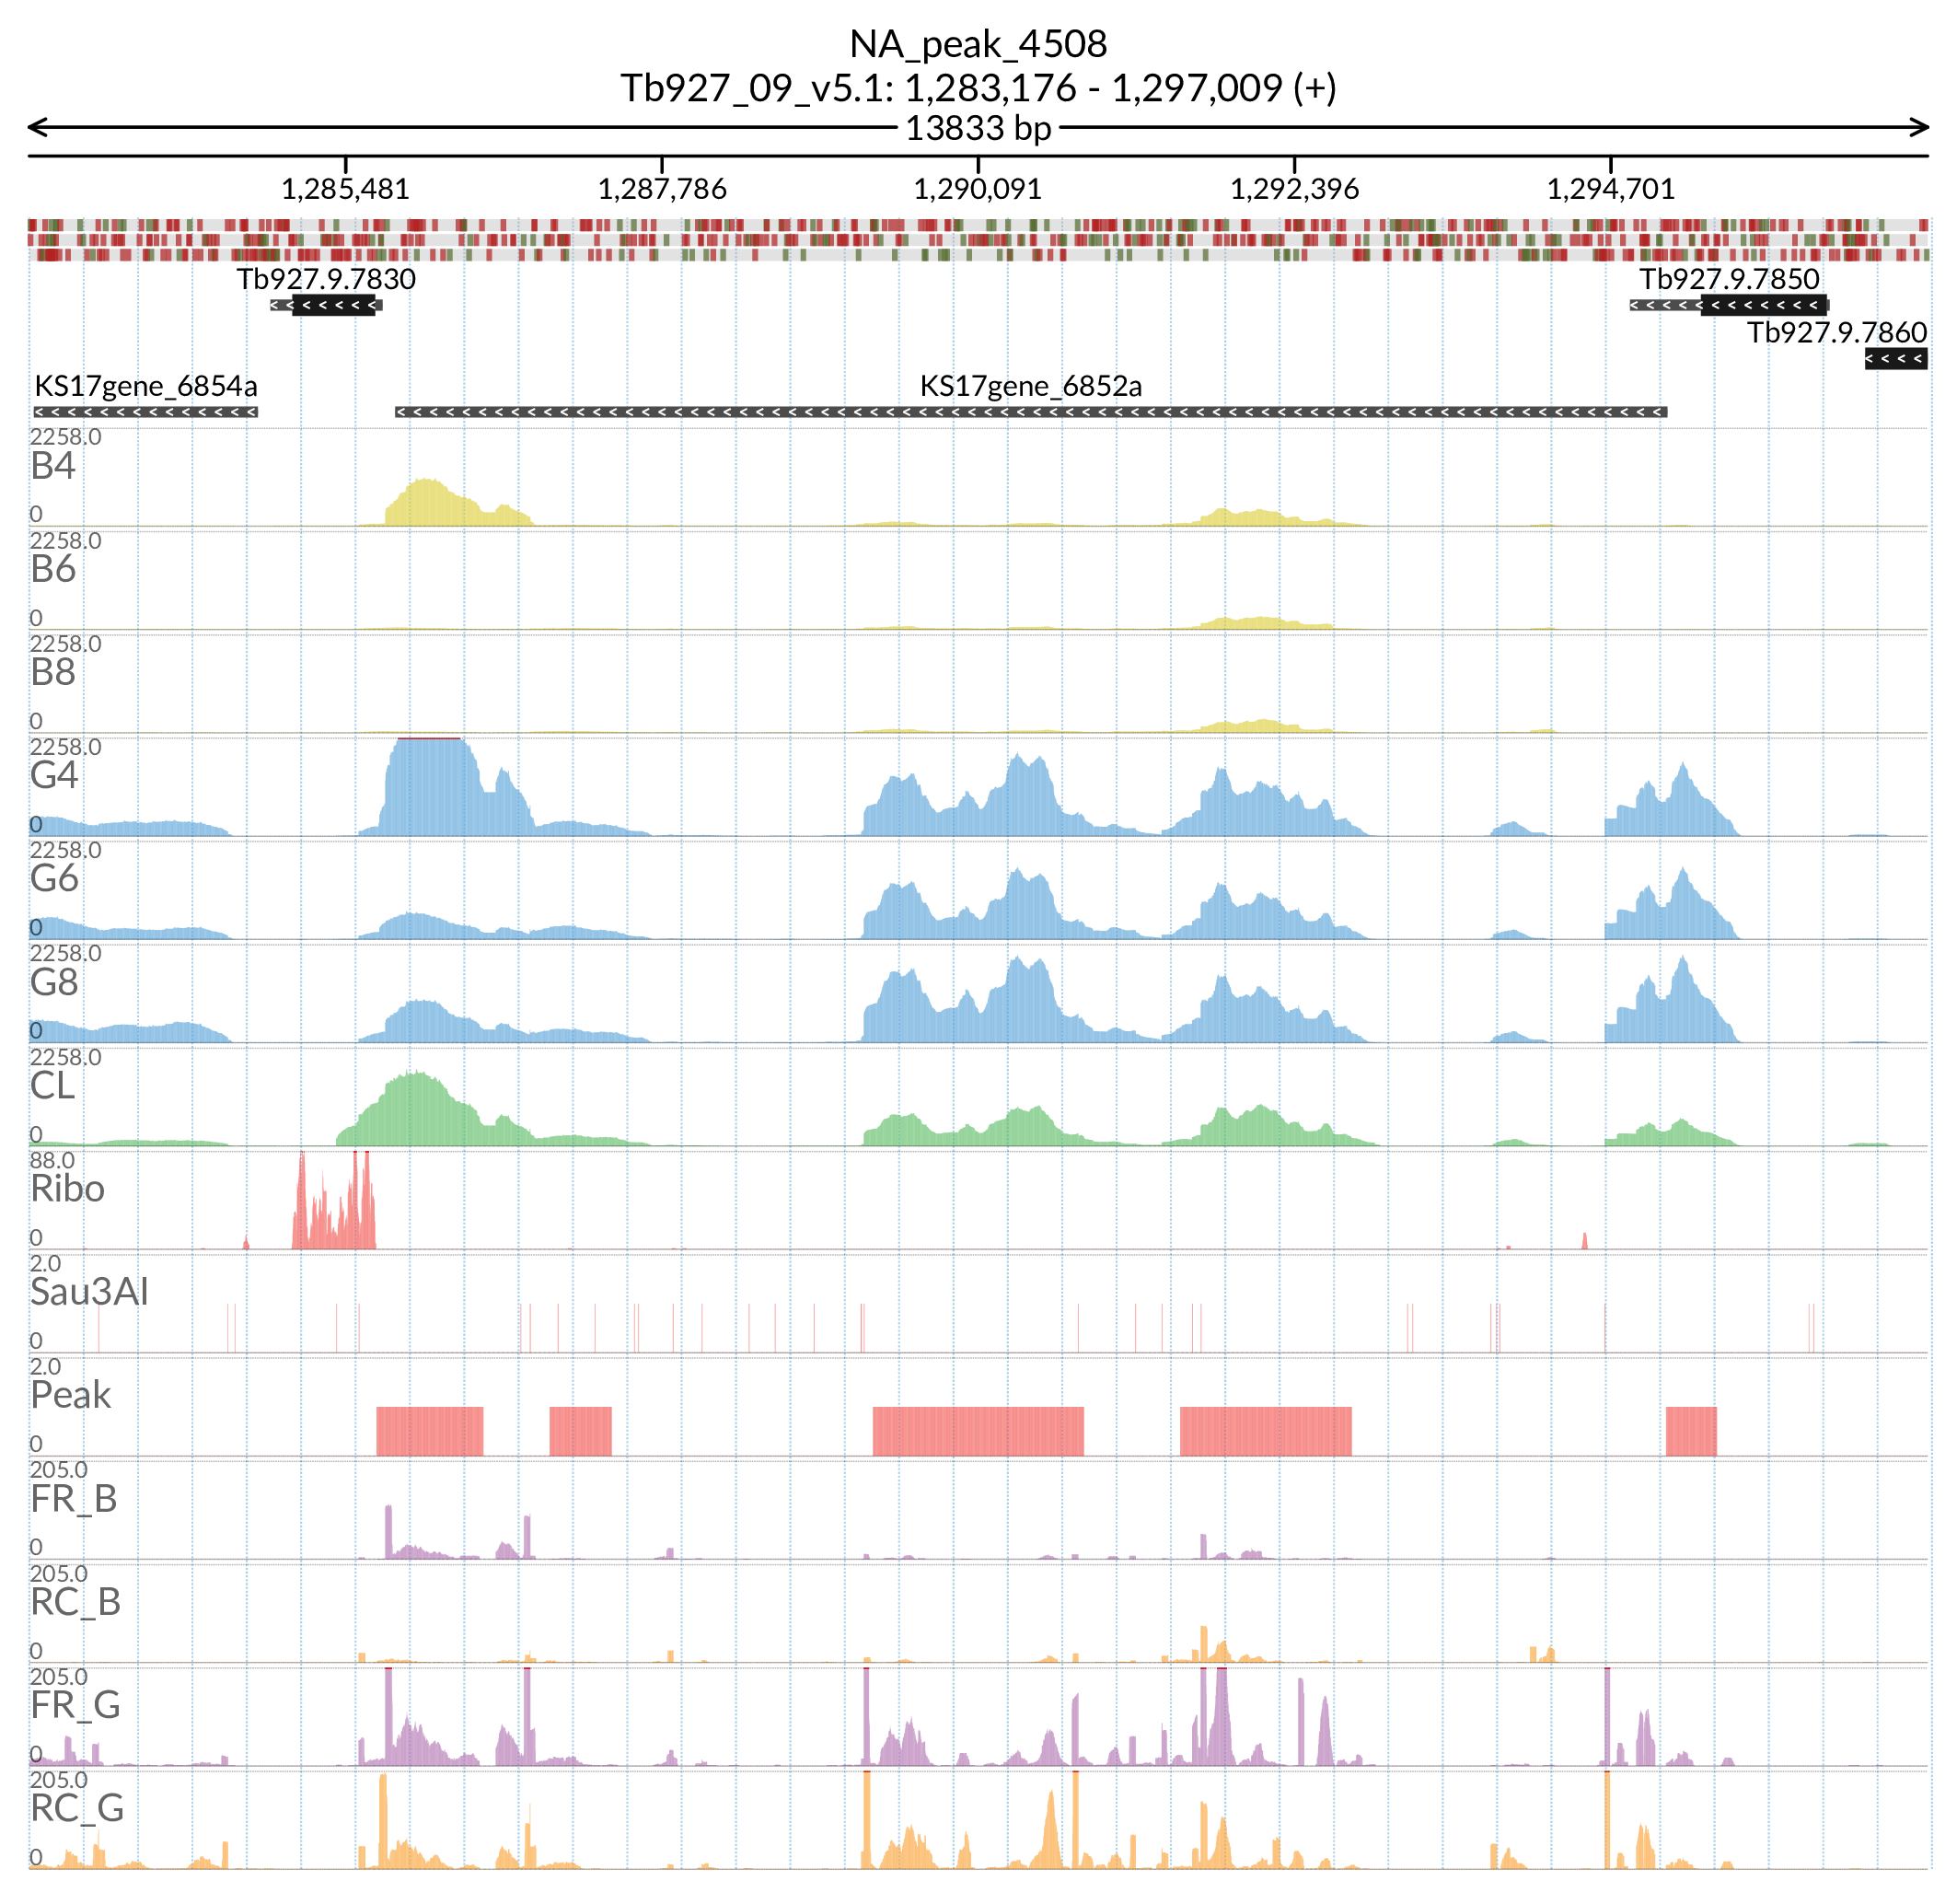 NA_peak_4508
Tb927_09_v5.1: 1,283,176 - 1,297,009 (+)
13833 bp
1,285,481 1,287,786 1,290,091 1,292,396 1,294,701
Tb927.9.7830 Tb927.9.7850
Tb927.9.7860
KS17gene_6854a KS17gene_6852a
2258.0
B4
0
2258.0
B6
0
2258.0
B8
0
2258.0
G4
0
2258.0
G6
0
2258.0
G8
0
2258.0
CL
0
88.0
Ribo
0
2.0
Sau3AI
0
2.0
Peak
0
205.0
FR_B
0
205.0
RC_B
0
205.0
FR_G
0
205.0
RC_G
0